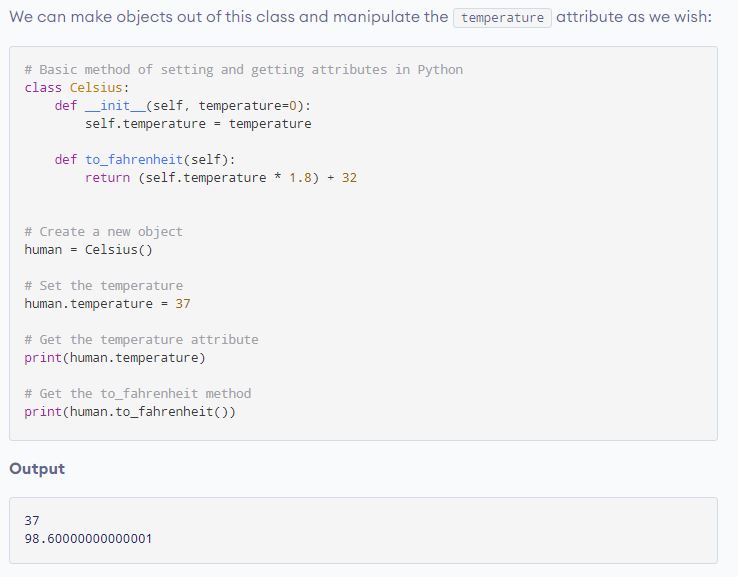 We can make objects out of this class and manipulate the temperature attribute as we wish:
# Basic method of setting and getting attributes in Python
class Celsius:
    def __init__(self, temperature=0):
        self.temperature = temperature
    def to_fahrenheit(self):
        return (self.temperature * 1.8) + 32
# Create a new object
human = Celsius()
# Set the temperature
human.temperature = 37
# Get the temperature attribute
print(human.temperature)
# Get the to_fahrenheit method
print(human.to_fahrenheit())
Output
37
98.60000000000001